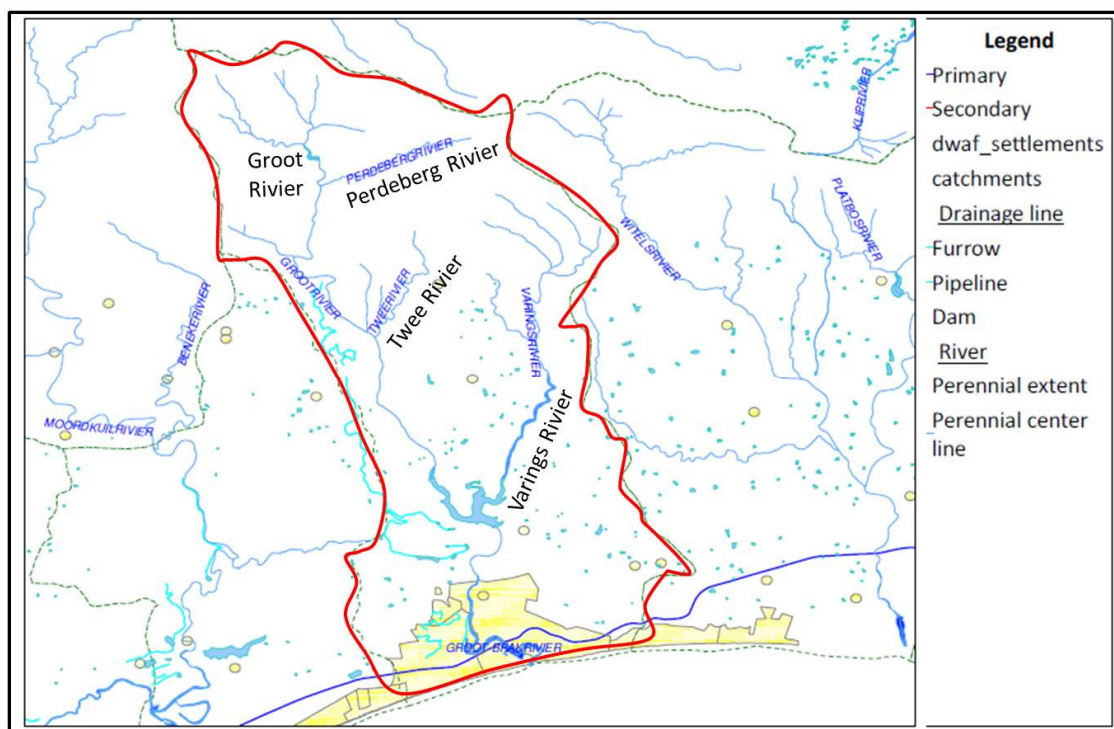 Legend
Primary
Secondary
dwaf_settlements
catchments
Drainage line
Furrow
Pipeline
Dam
River
Perennial extent
Perennial center
line
KLIPRIVIER
Groot
Rivier
PERDEBERGRIVIER
Perdeberg Rivier
PLATBOSRIVIER
WITELSRIVIER
GROOTRIVIER
TWEERIVIER
Twee Rivier
VARINGSRIVIER
Varings Rivier
BENEKERIVIER
MOORDKUILRIVIER
GROOT BRAKRIVIER